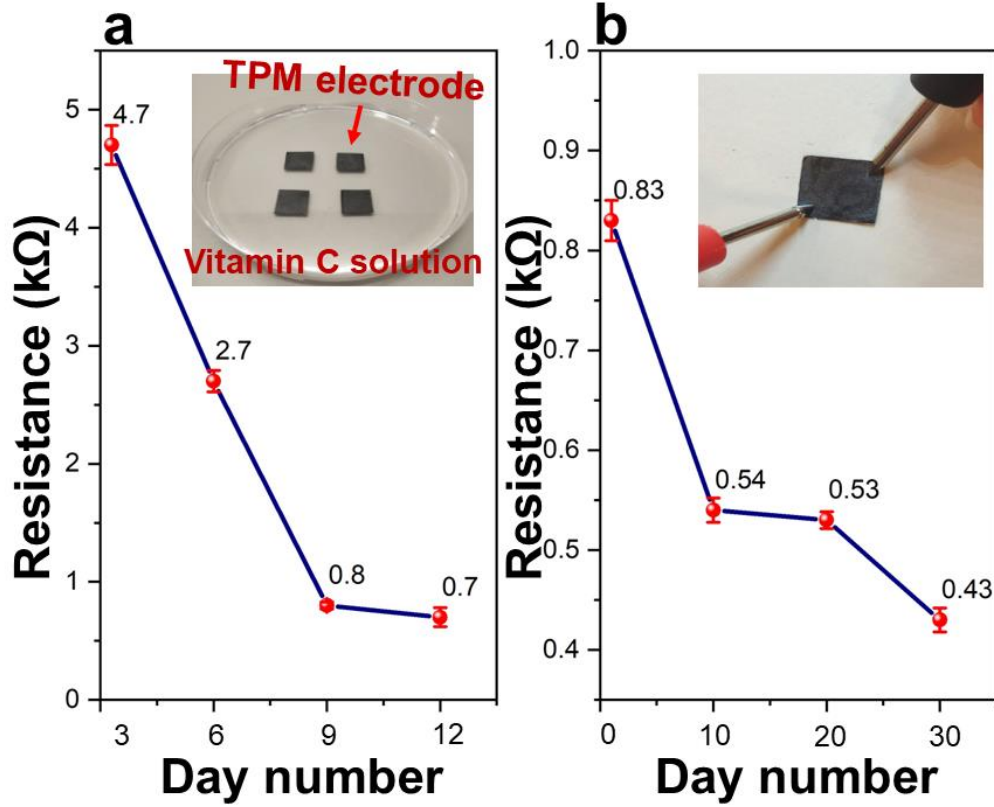 a
Resistance (kΩ)
5
4
3
2
1
0
4.7
2.7
0.8
0.7
TPM electrode
Vitamin C solution
3 6 9 12
Day number
b
Resistance (kΩ)
1.0
0.9
0.8
0.7
0.6
0.5
0.4
0.83
0.54
0.53
0.43
0 10 20 30
Day number